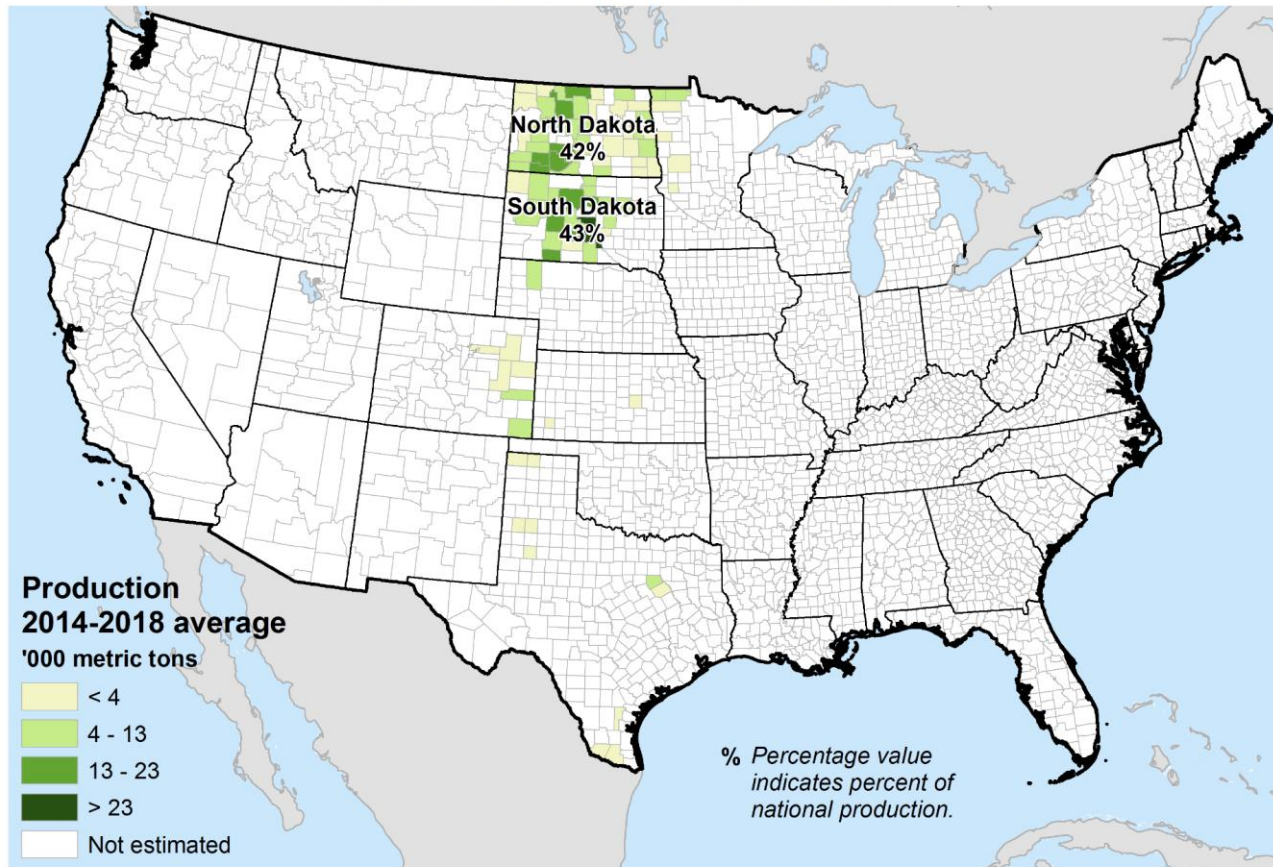 North Dakota
42%
South Dakota
43%
Production
2014-2018 average
'000 metric tons
< 4
4 - 13
13 - 23
> 23
Not estimated
% Percentage value
indicates percent of
national production.